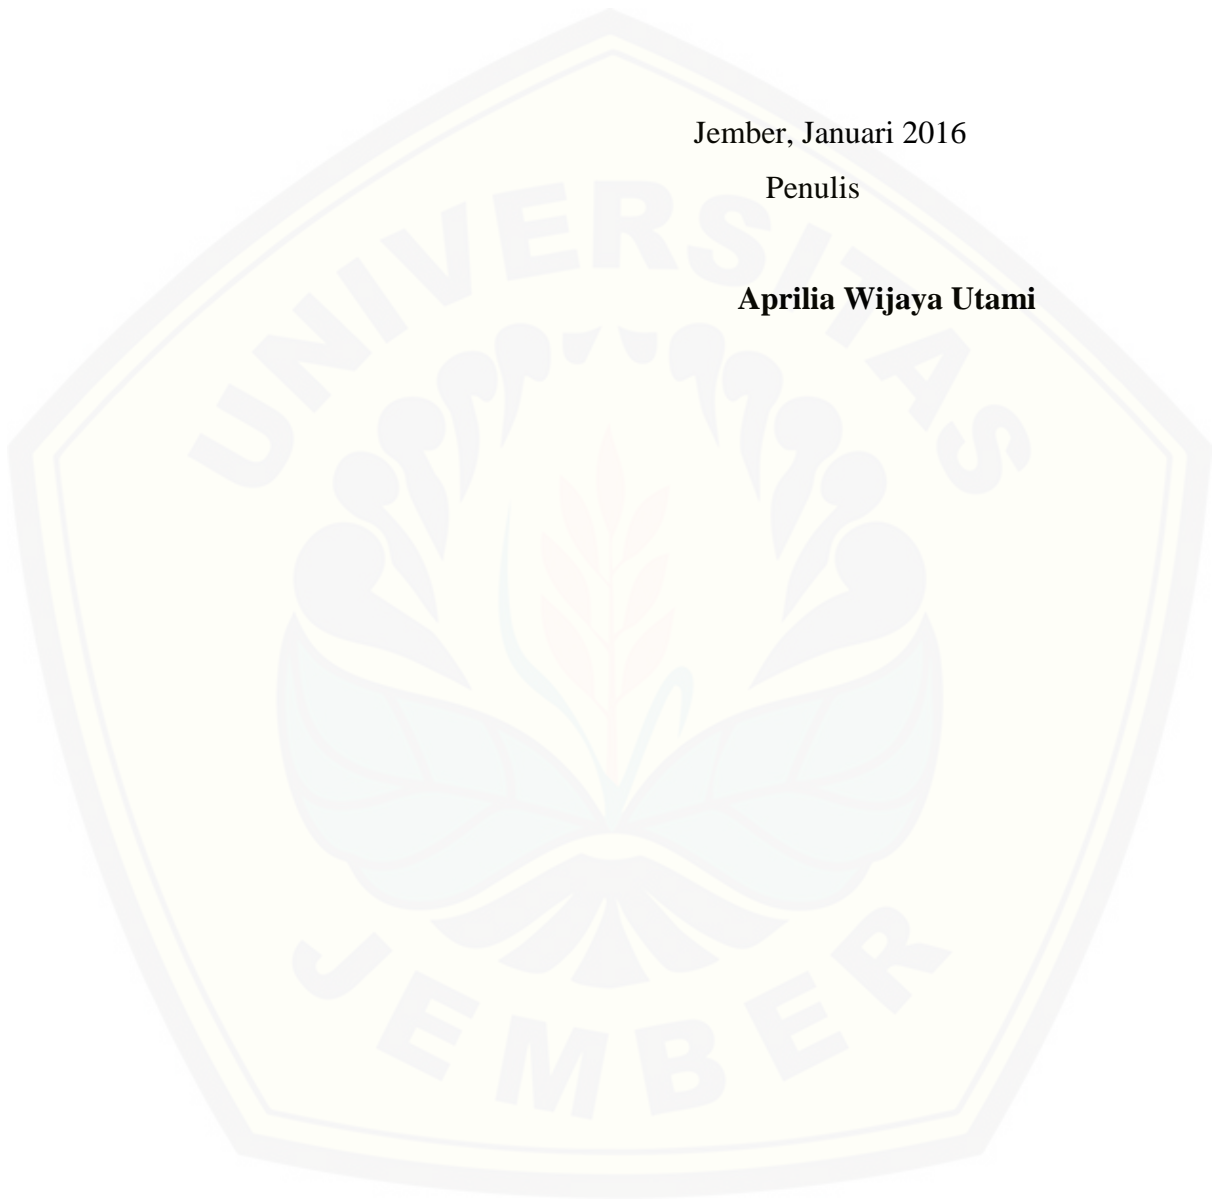 Jember, Januari 2016
Penulis
UNIVERSITAS
Aprilia Wijaya Utami
JEMBER